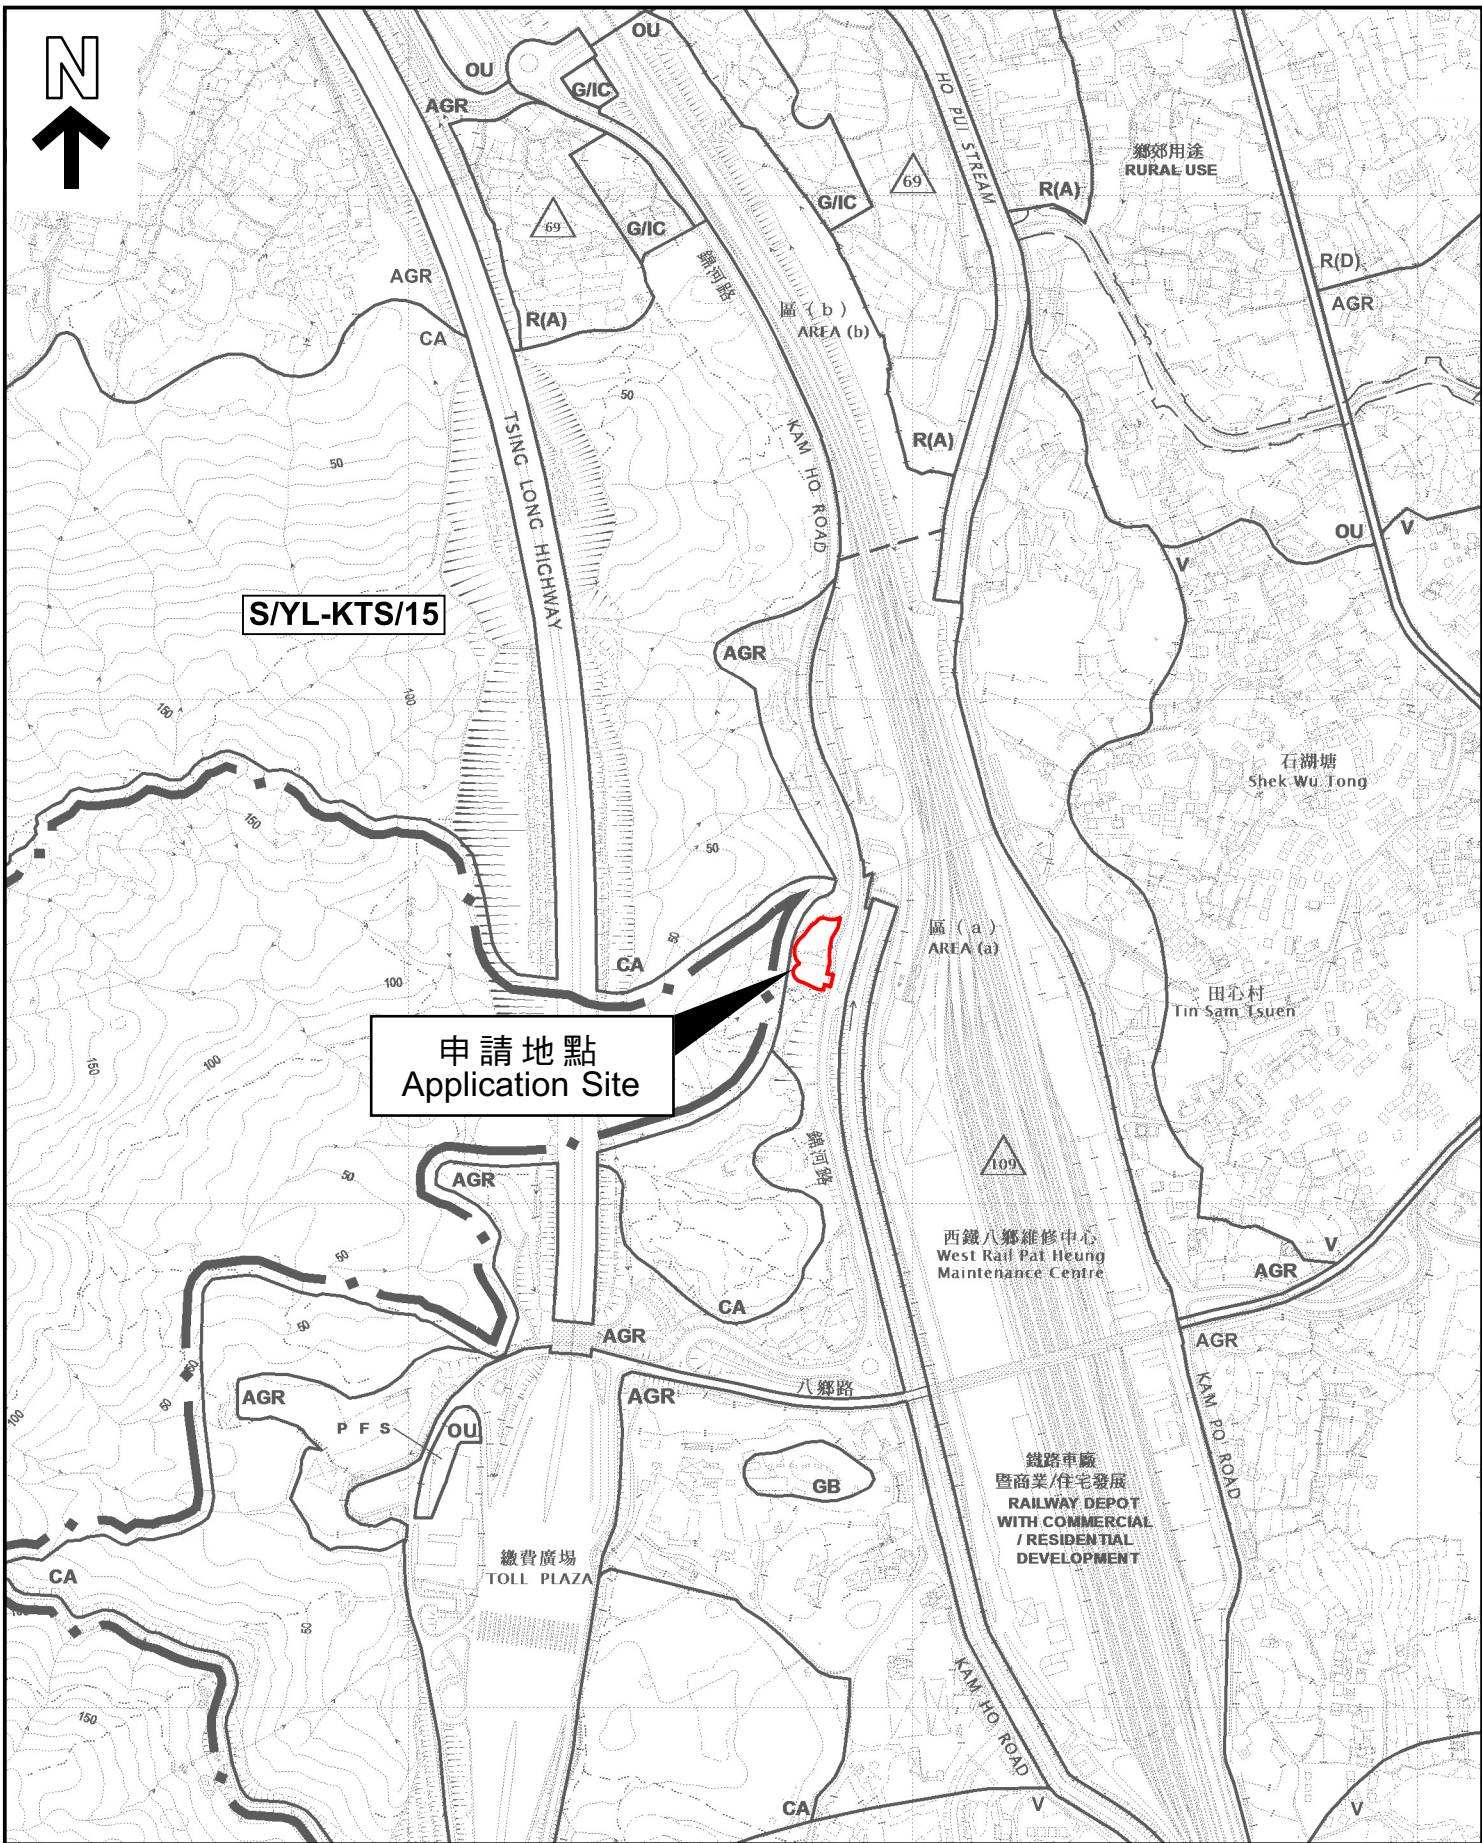 N
OU
OU
G/IC
AGR
HO PUI STREAM
鄉郊用途
RURAL USE
69
R(A)
G/IC
69
G/IC
錦河路
R(D)
AGR
AGR
區（b）
AREA (b)
R(A)
CA
50
50
TSING LONG HIGHWAY
KAM HO ROAD
R(A)
OU
V
V
S/YL-KTS/15
AGR
100
150
石湖塘
Shek Wu Tong
150
50
區（a）
AREA (a)
50
CA
100
田心村
Tin Sam Tsuen
申請地點
Application Site
150
100
錦河路
109
50
AGR
西鐵八鄉維修中心
West Rail Pat Heung
Maintenance Centre
V
AGR
50
CA
50
AGR
AGR
50
AGR
AGR
八鄉路
KAM PO ROAD
50
100
P F S
OU
GB
鐵路車廠
暨商業/住宅發展
RAILWAY DEPOT
WITH COMMERCIAL
/ RESIDENTIAL
DEVELOPMENT
繳費廣場
TOLL PLAZA
CA
50
KAM HO ROAD
150
CA
V
V